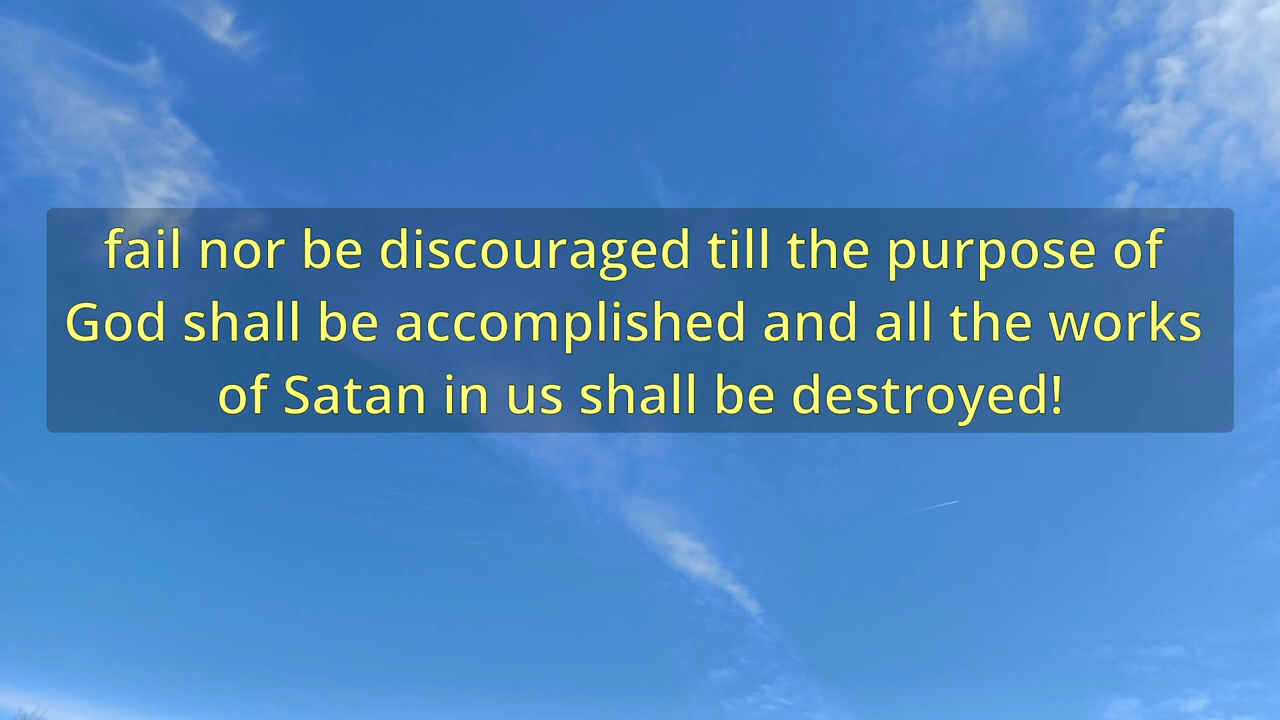 fail nor be discouraged till the purpose of
God shall be accomplished and all the works
of Satan in us shall be destroyed!